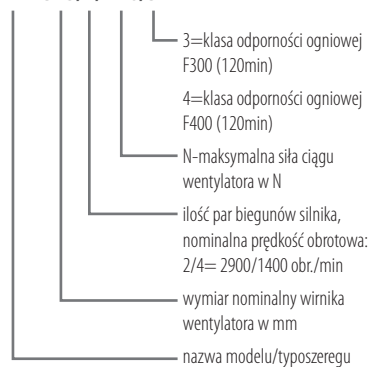 3=klasa odporności ogniowej
F300 (120min)
4=klasa odporności ogniowej
F400 (120min)
N-maksymalna siła ciągu
wentylatora w N
ilość par biegunów silnika,
nominalna prędkość obrotowa:
2/4= 2900/1400 obr./min
wymiar nominalny wirnika
wentylatora w mm
nazwa modelu/typoszeregu